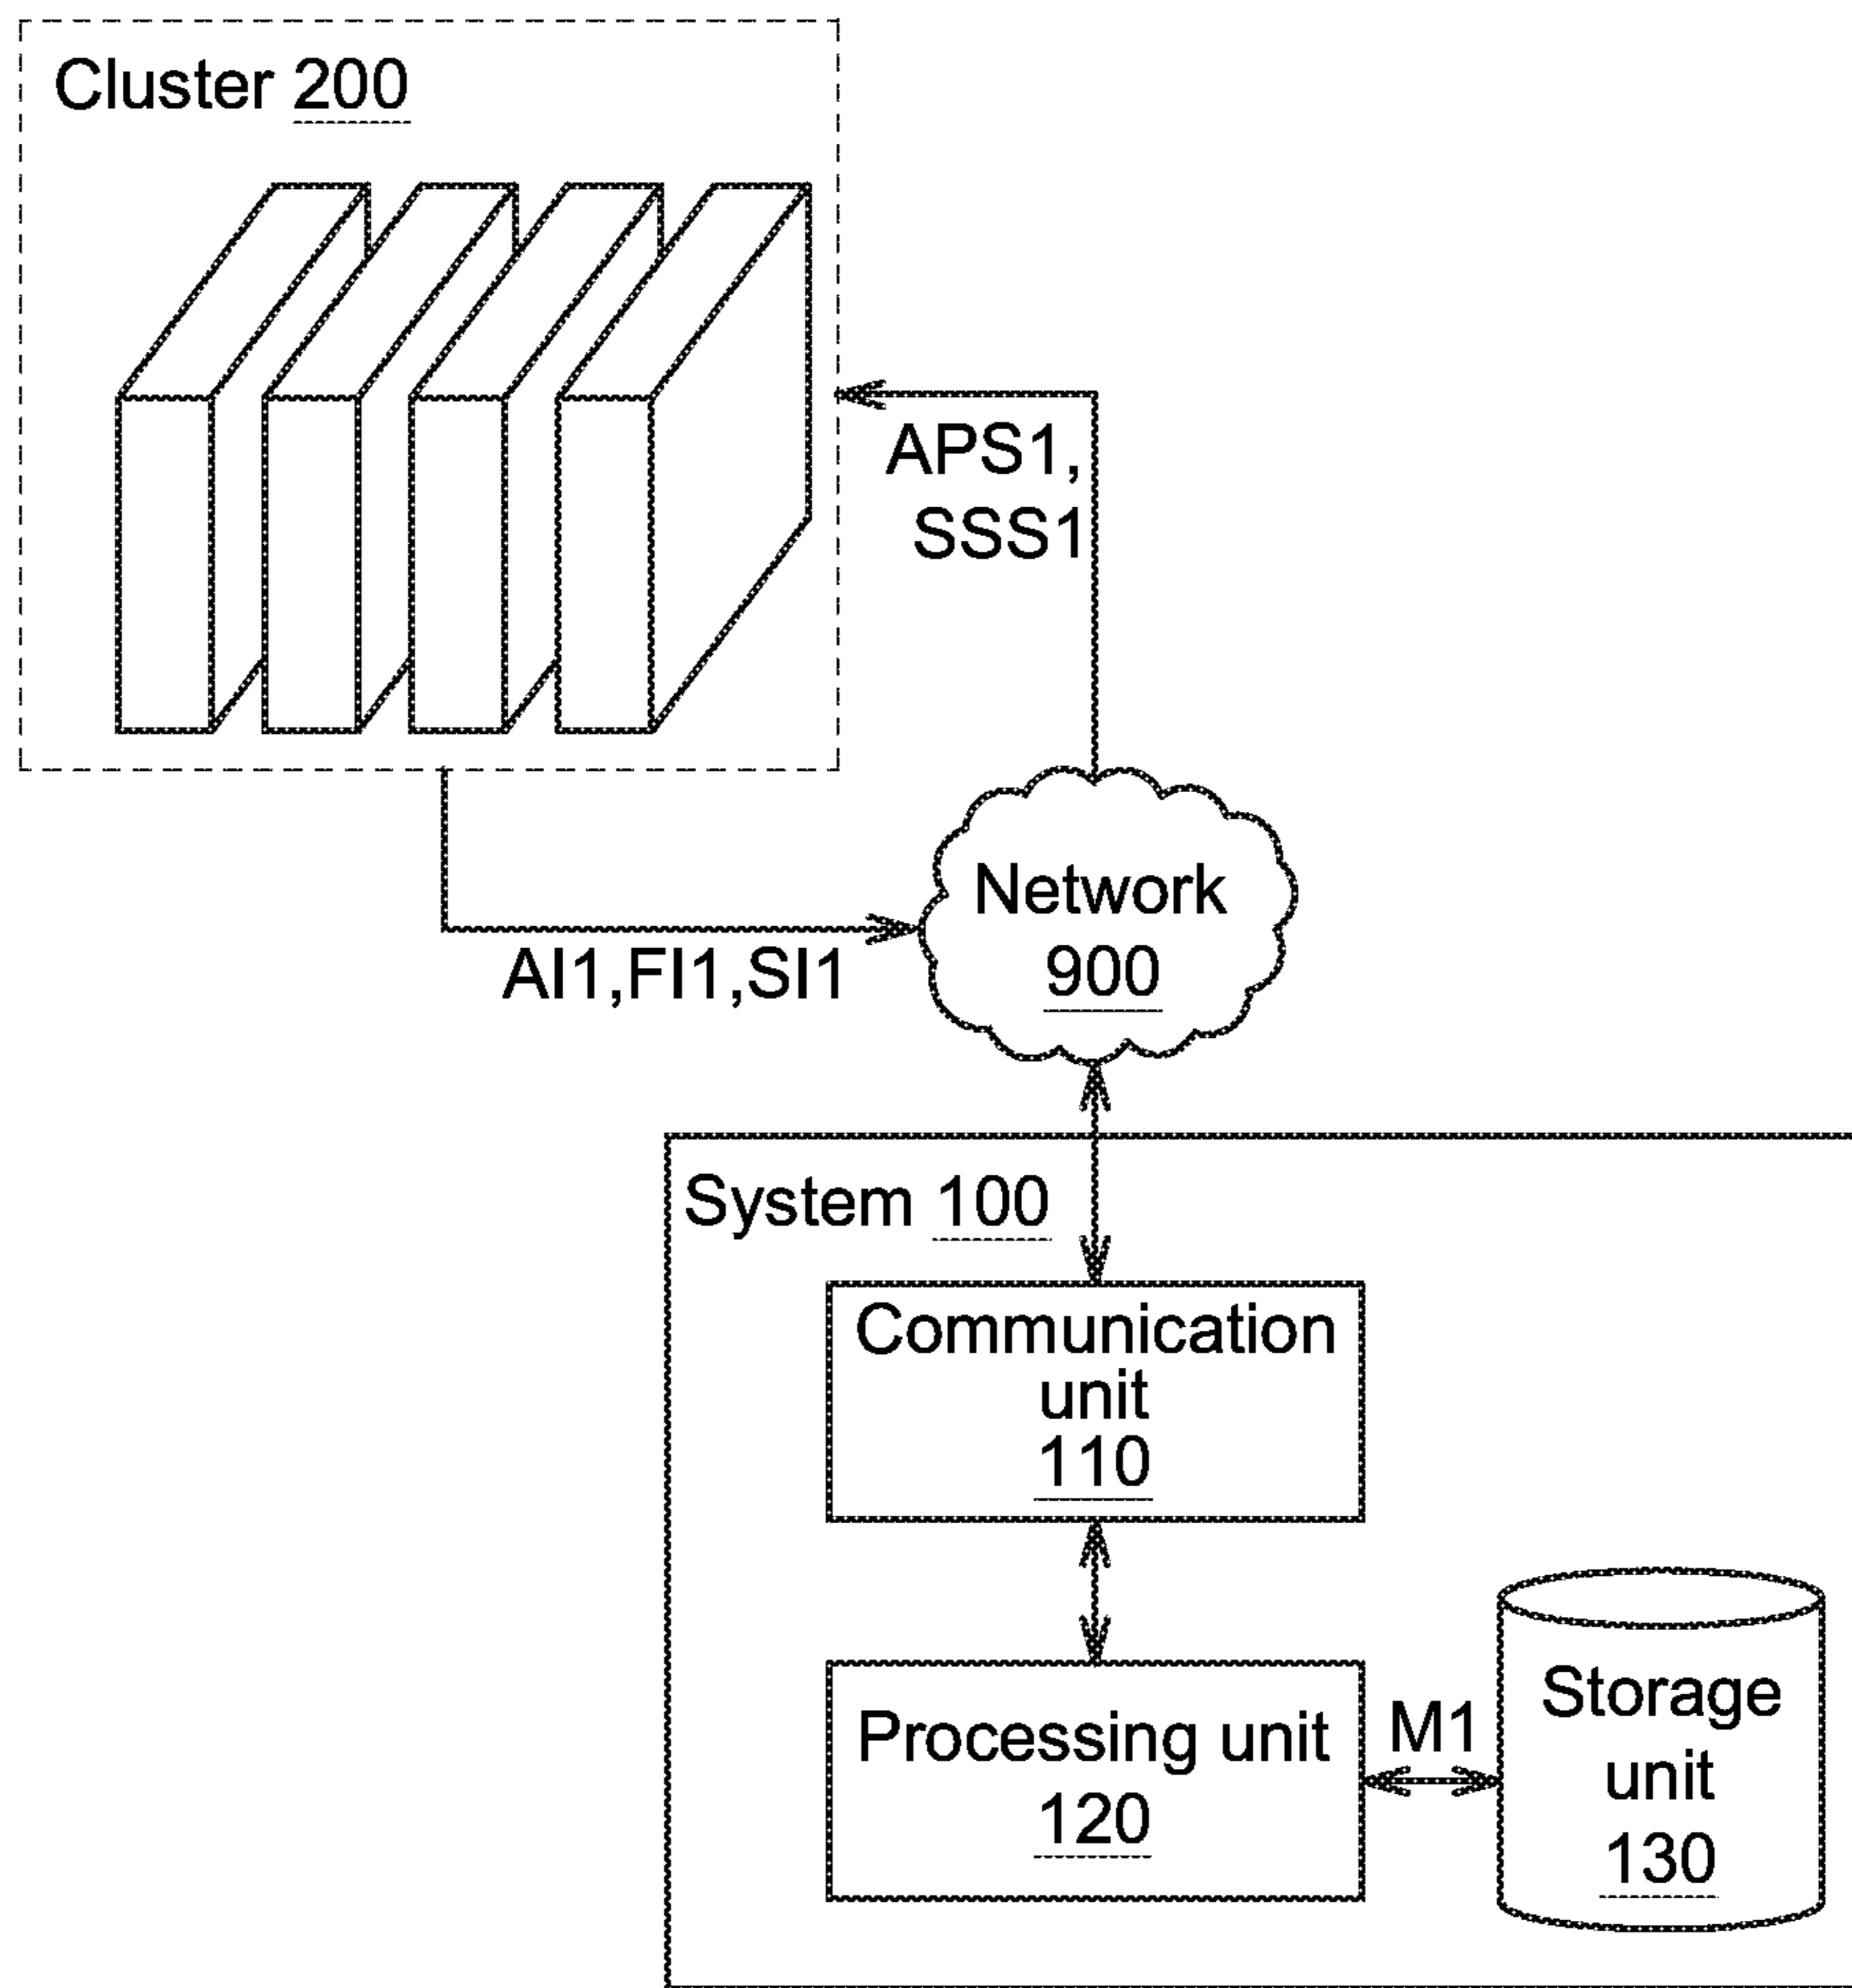 Cluster 200
APS1,
SSS1
Network
900
AI1,FI1,SI1
System 100
Communication
unit
110
Processing unit
120
M1
Storage
unit
130